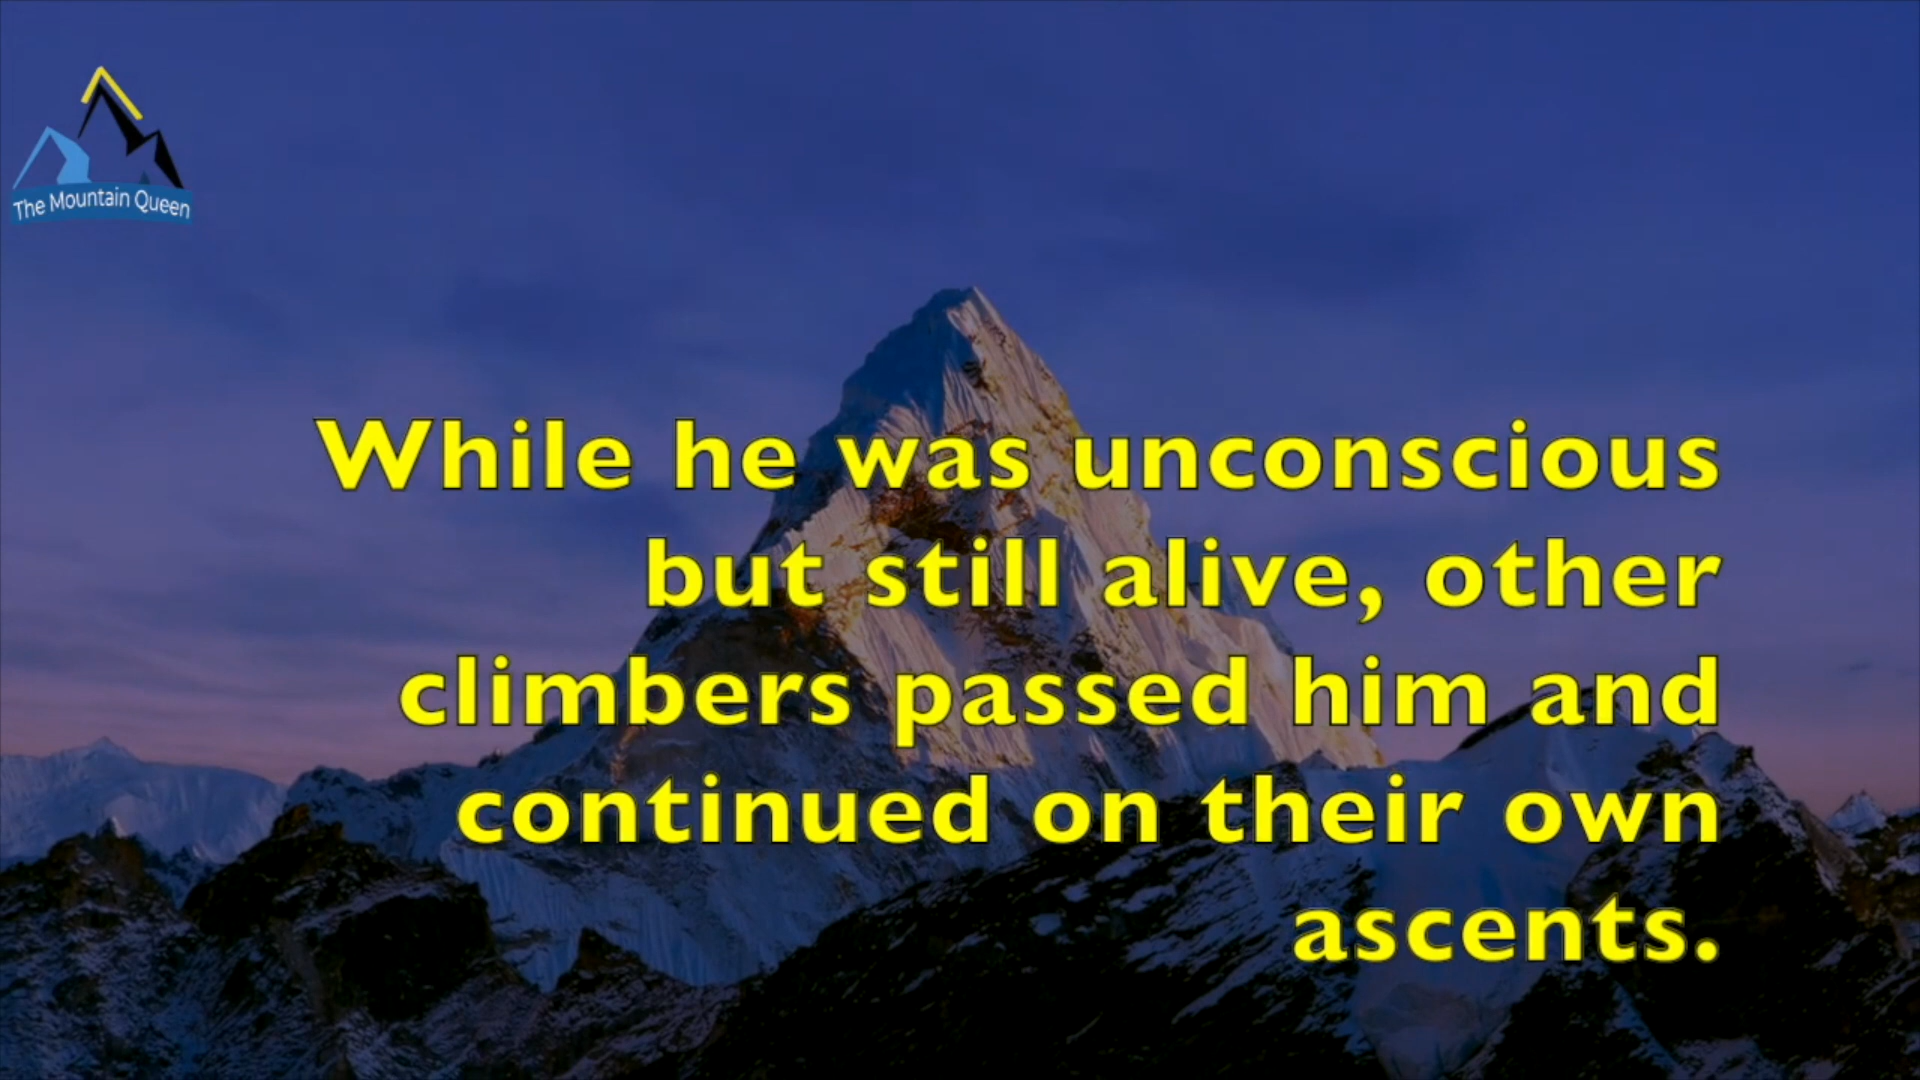 The Mountain Queen
While he was unconscious
but still alive, other
climbers passed him and
continued on their own
ascents.